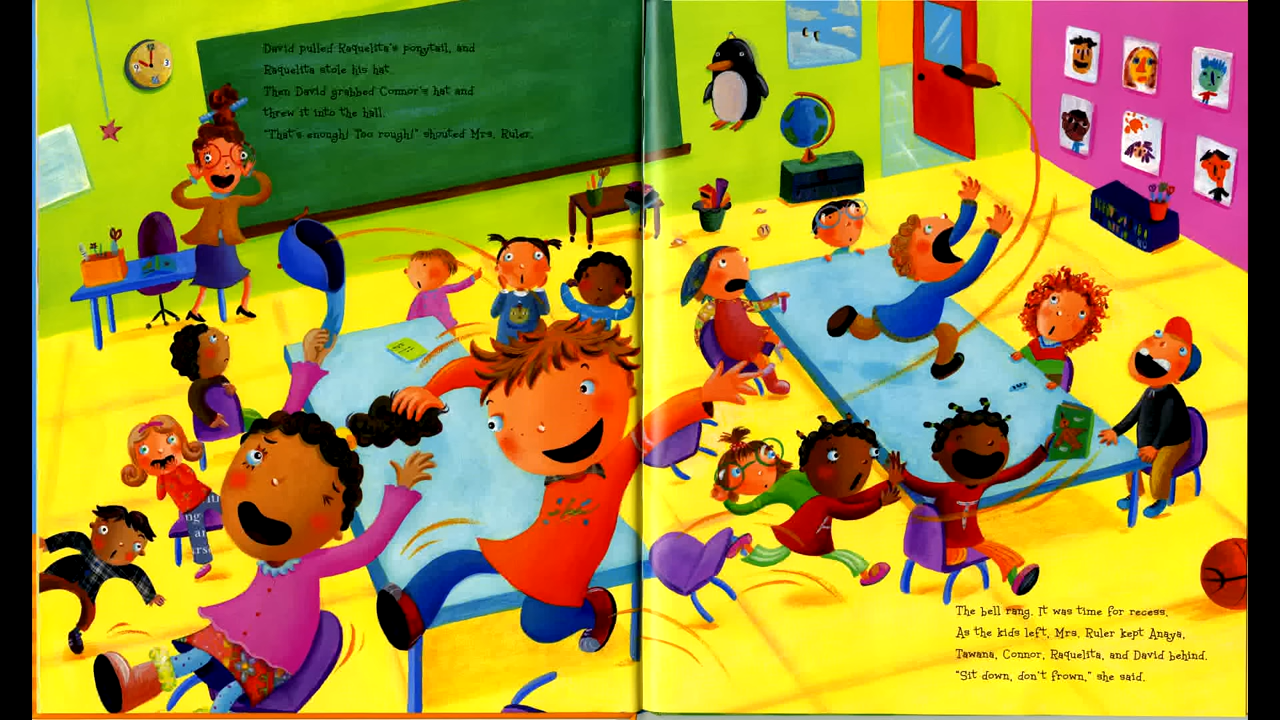 David pulled Raquelita's ponytail, and
Raquelita stole his hat.
Then David grabbed Connor's hat and
threw it into the hall.
"That's enough! Too rough!" shouted Mrs. Ruler.
The bell rang. It was time for recess.
As the kids left, Mrs. Ruler kept Anaya,
Tawana, Connor, Raquelita, and David behind.
"Sit down, don't frown," she said.